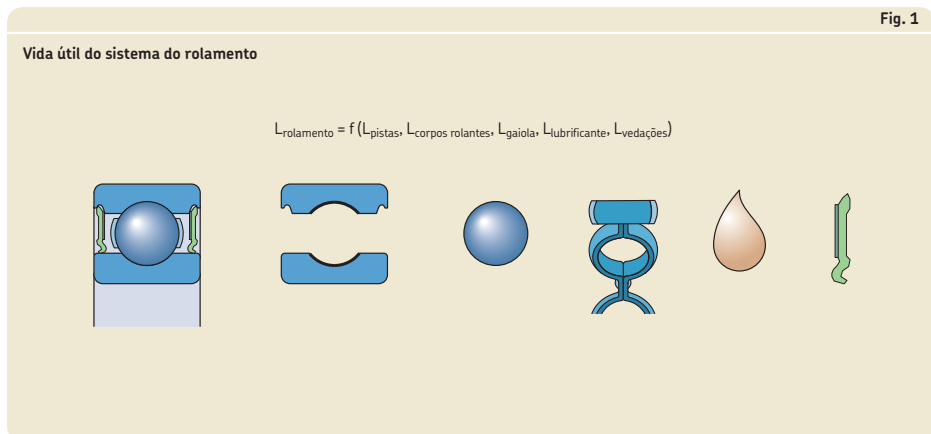 Fig. 1
Vida útil do sistema do rolamento
Lrolamento = f (Lpistas, Lcorpos rolantes, Lgaiola, Llubrificante, Lvedações)